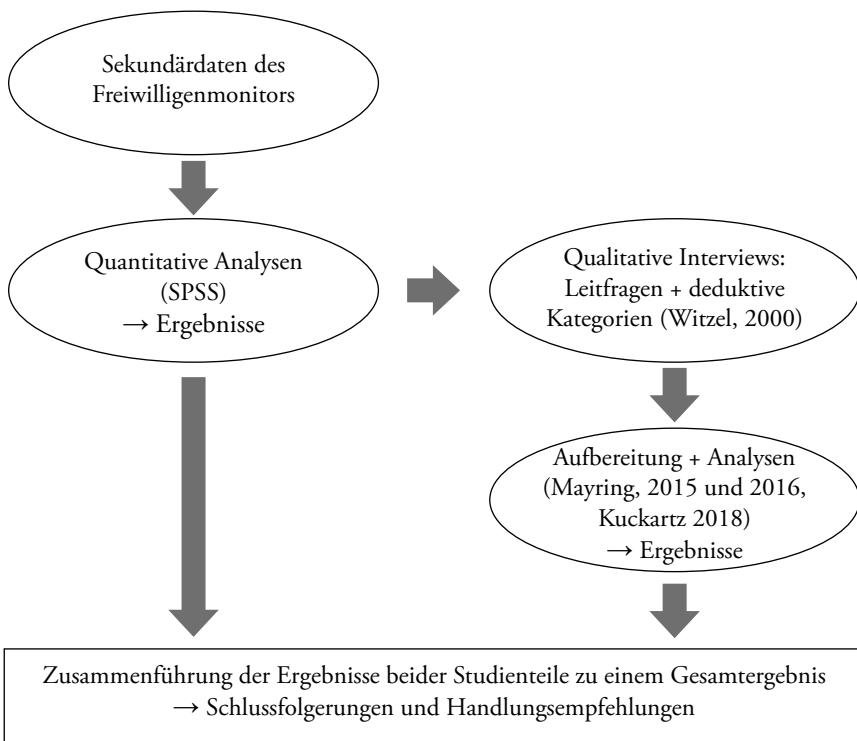 Sekundärdaten des
Freiwilligenmonitors
Quantitative Analysen
(SPSS)
→ Ergebnisse
Qualitative Interviews:
Leitfragen + deduktive
Kategorien (Witzel, 2000)
Aufbereitung + Analysen
(Mayring, 2015 und 2016,
Kuckartz 2018)
→ Ergebnisse
Zusammenführung der Ergebnisse beider Studienteile zu einem Gesamtergebnis
→ Schlussfolgerungen und Handlungsempfehlungen